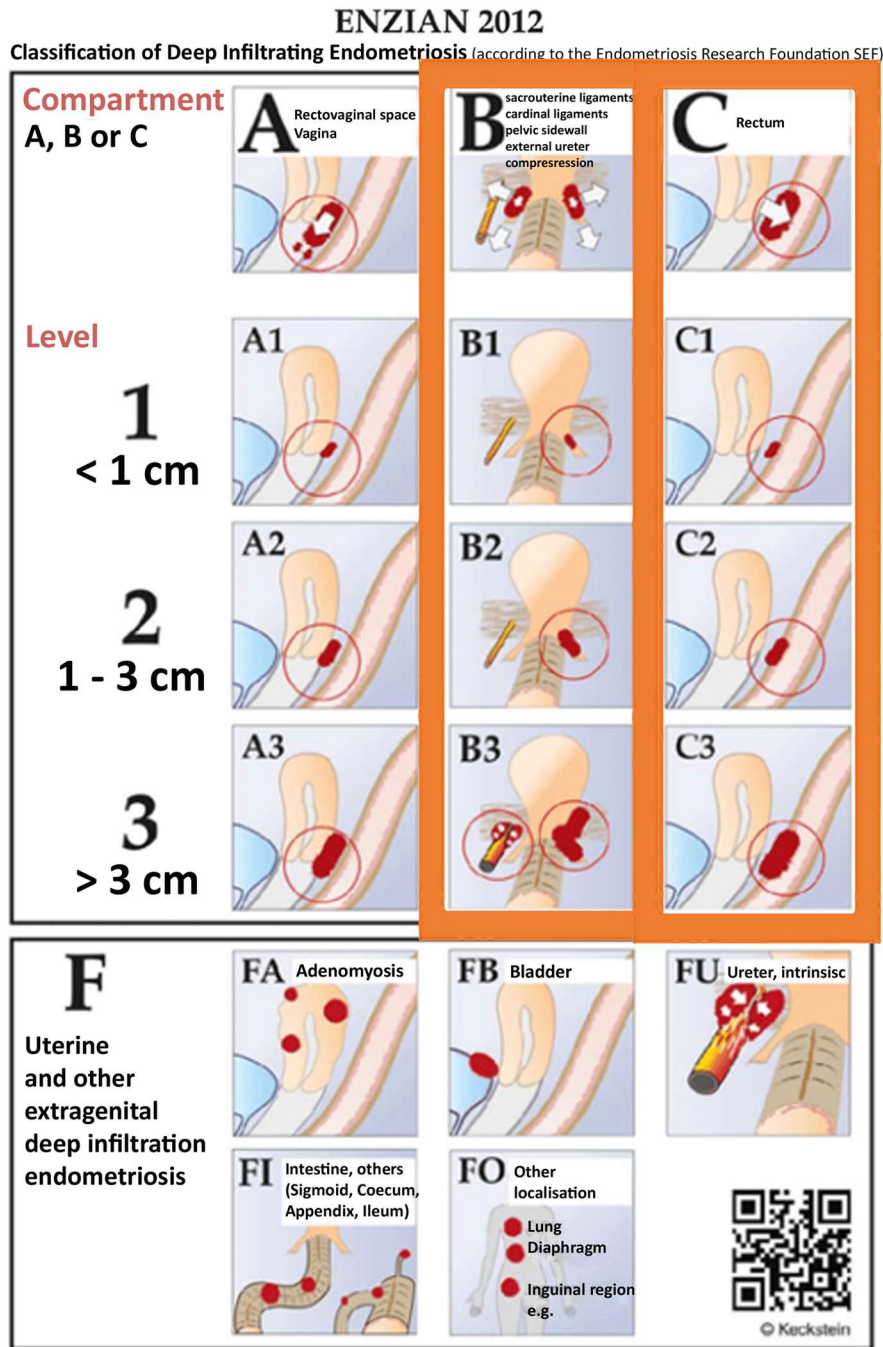 ENZIAN 2012
Classification of Deep Infiltrating Endometriosis (according to the Endometriosis Research Foundation SEF)
Compartment
A, B or C
A
Rectovaginal space
Vagina
B
sacrouterine ligaments
cardinal ligaments
pelvic sidewall
external ureter
compresression
C
Rectum
Level
1
< 1 cm
A1
B1
C1
2
1 - 3 cm
A2
B2
C2
3
> 3 cm
A3
B3
C3
F
Uterine
and other
extragenital
deep infiltration
endometriosis
FA Adenomyosis
FB Bladder
FU Ureter, intrinsisc
FI
Intestine, others
(Sigmoid, Coecum,
Appendix, Ileum)
FO
Other
localisation
Lung
Diaphragm
Inguinal region
e.g.
© Keckstein